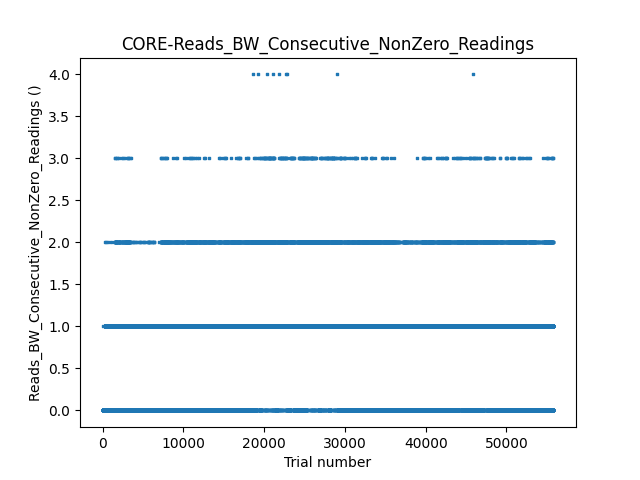 CORE-Reads_BW_Consecutive_NonZero_Readings
Reads_BW_Consecutive_NonZero_Readings ()
4.0
3.5
3.0
2.5
2.0
1.5
1.0
0.5
0.0
0 10000 20000 30000 40000 50000
Trial number